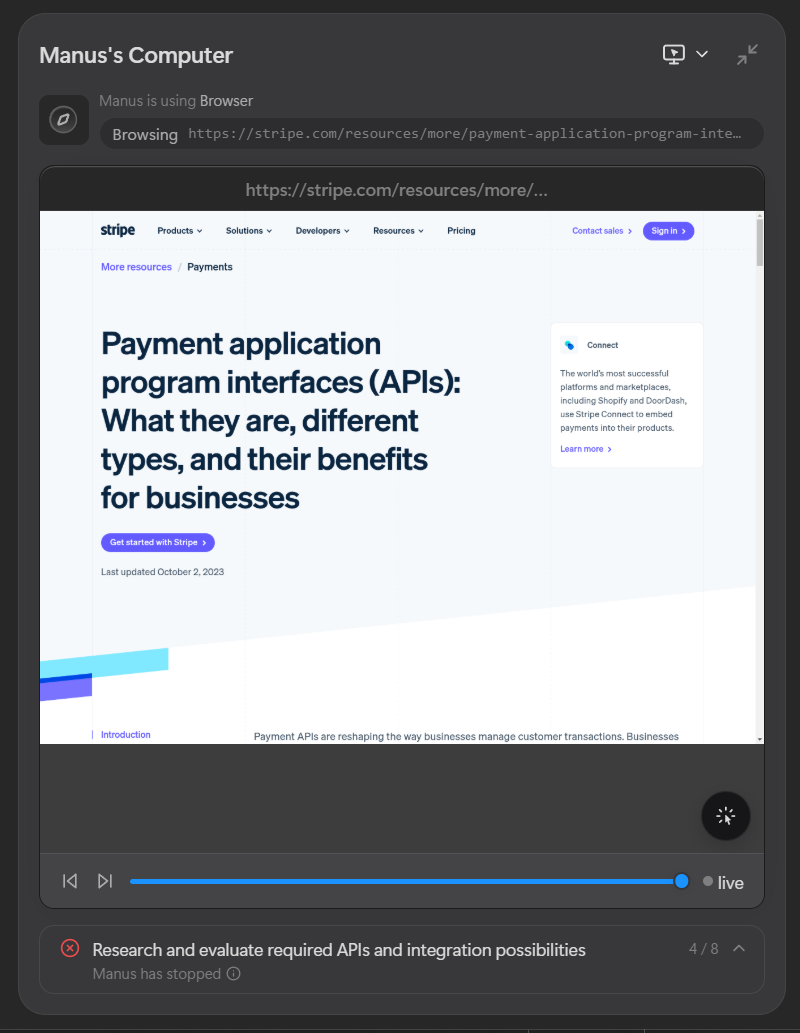 Manus's Computer
Manus is using Browser
Browsing https://stripe.com/resources/more/payment-application-program-inte…
https://stripe.com/resources/more/...
stripe Products Solutions Developers Resources Pricing Contact sales Sign in
More resources / Payments
Payment application
program interfaces (APIs):
What they are, different
types, and their benefits
for businesses
Get started with Stripe
Last updated October 2, 2023
Connect
The world's most successful
platforms and marketplaces,
including Shopify and DoorDash,
use Stripe Connect to embed
payments into their products.
Learn more
Introduction
Payment APIs are reshaping the way businesses manage customer transactions. Businesses
live
Research and evaluate required APIs and integration possibilities 4 / 8
Manus has stopped